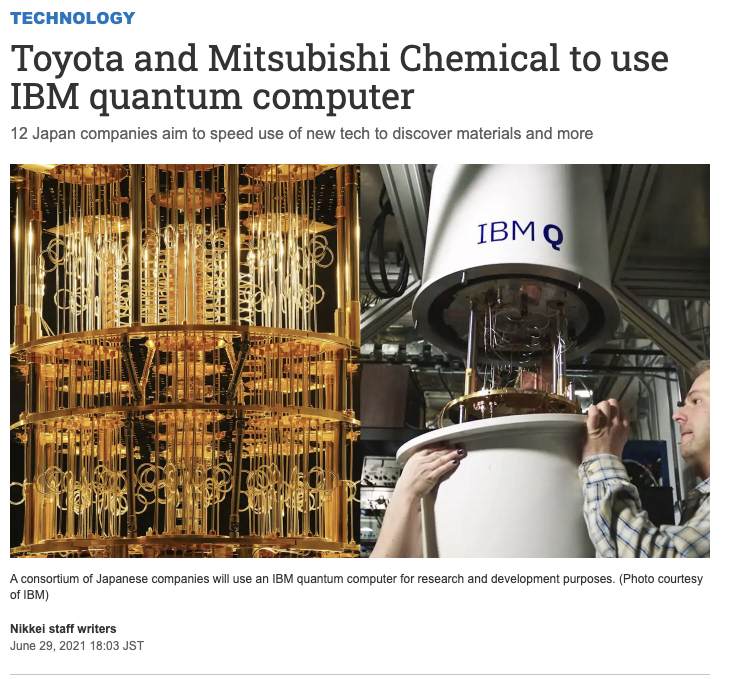 TECHNOLOGY
Toyota and Mitsubishi Chemical to use
IBM quantum computer
12 Japan companies aim to speed use of new tech to discover materials and more
IBM Q
A consortium of Japanese companies will use an IBM quantum computer for research and development purposes. (Photo courtesy
of IBM)
Nikkei staff writers
June 29, 2021 18:03 JST